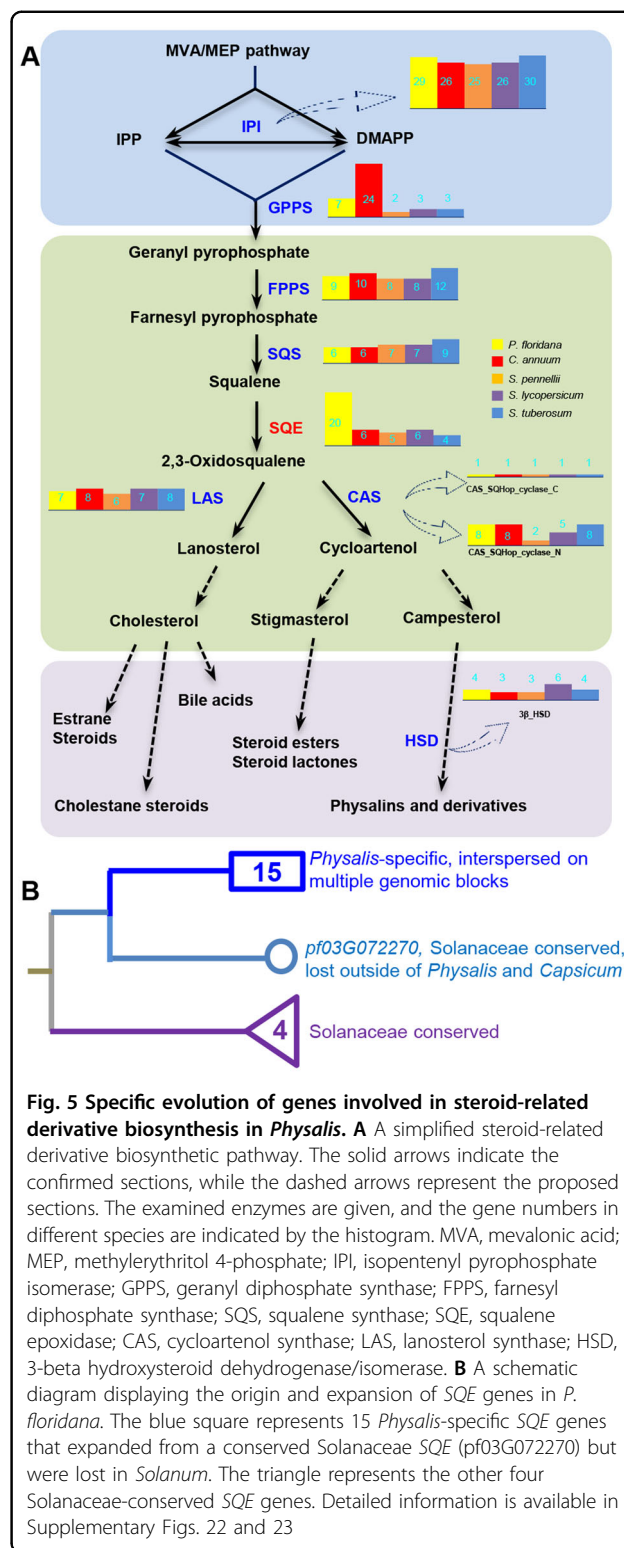 A
MVA/MEP pathway
29 26 25 26 30
IPI
IPP
DMAPP
GPPS
7 24 2 3 3
Geranyl pyrophosphate
FPPS
9 10 8 12
Farnesyl pyrophosphate
SQS
6 6 7 7 9
P. floridana
C. annuum
S. pennellii
S. lycopersicum
S. tuberosum
Squalene
SQE
20 6 5 6 4
2,3-Oxidosqualene
1 1 1 1 1
CAS_SQHop_cyclase_C
7 8 6 7 8
LAS
CAS
8 8 2 5 8
CAS_SQHop_cyclase_N
Lanosterol
Cycloartenol
Cholesterol
Stigmasterol
Campesterol
4 3 3 6 4
3β_HSD
Bile acids
Estrane
Steroids
Steroid esters
Steroid lactones
HSD
Cholestane steroids
Physalins and derivatives
B
15
Physalis-specific, interspersed on
multiple genomic blocks
pf03G072270, Solanaceae conserved,
lost outside of Physalis and Capsicum
4
Solanaceae conserved
Fig. 5 Specific evolution of genes involved in steroid-related
derivative biosynthesis in Physalis. A A simplified steroid-related
derivative biosynthetic pathway. The solid arrows indicate the
confirmed sections, while the dashed arrows represent the proposed
sections. The examined enzymes are given, and the gene numbers in
different species are indicated by the histogram. MVA, mevalonic acid;
MEP, methylerythritol 4-phosphate; IPI, isopentenyl pyrophosphate
isomerase; GPPS, geranyl diphosphate synthase; FPPS, farnesyl
diphosphate synthase; SQS, squalene synthase; SQE, squalene
epoxidase; CAS, cycloartenol synthase; LAS, lanosterol synthase; HSD,
3-beta hydroxysteroid dehydrogenase/isomerase. B A schematic
diagram displaying the origin and expansion of SQE genes in P.
floridana. The blue square represents 15 Physalis-specific SQE genes
that expanded from a conserved Solanaceae SQE (pf03G072270) but
were lost in Solanum. The triangle represents the other four
Solanaceae-conserved SQE genes. Detailed information is available in
Supplementary Figs. 22 and 23